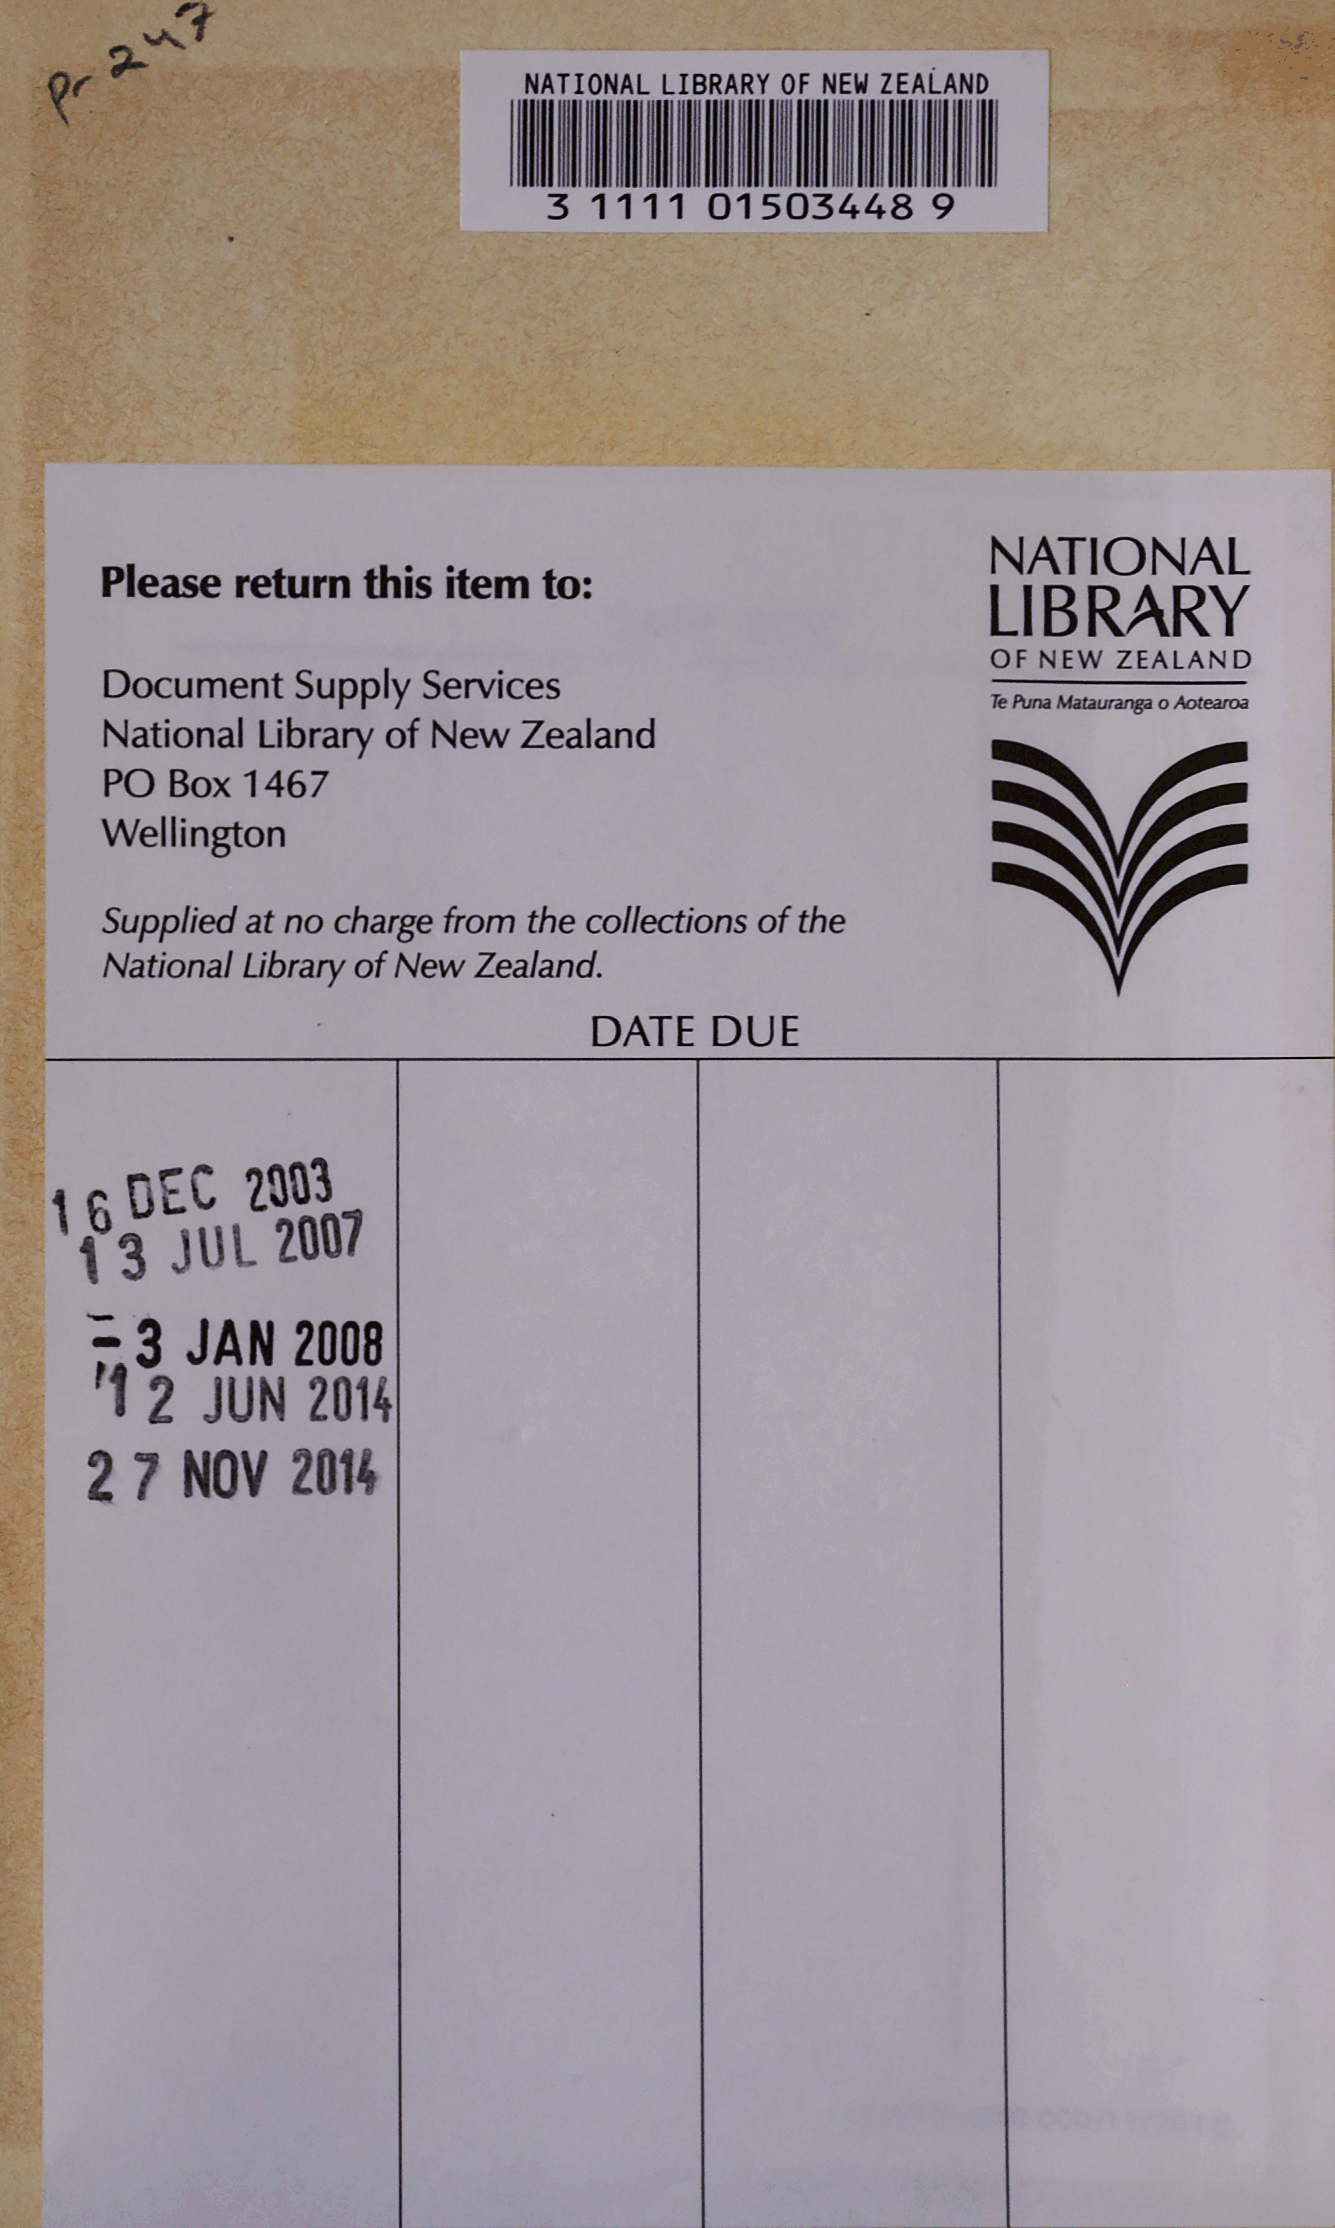 pr 247
NATIONAL LIBRARY OF NEW ZEALAND
3 1111 01503448 9
Please return this item to:
Document Supply Services
National Library of New Zealand
PO Box 1467
Wellington
Supplied at no charge from the collections of the
National Library of New Zealand.
NATIONAL
LIBRARY
OF NEW ZEALAND
Te Puna Matauranga o Aotearoa
DATE DUE
16 DEC 2003
13 JUL 2007
-3 JAN 2008
12 JUN 2014
27 NOV 2014